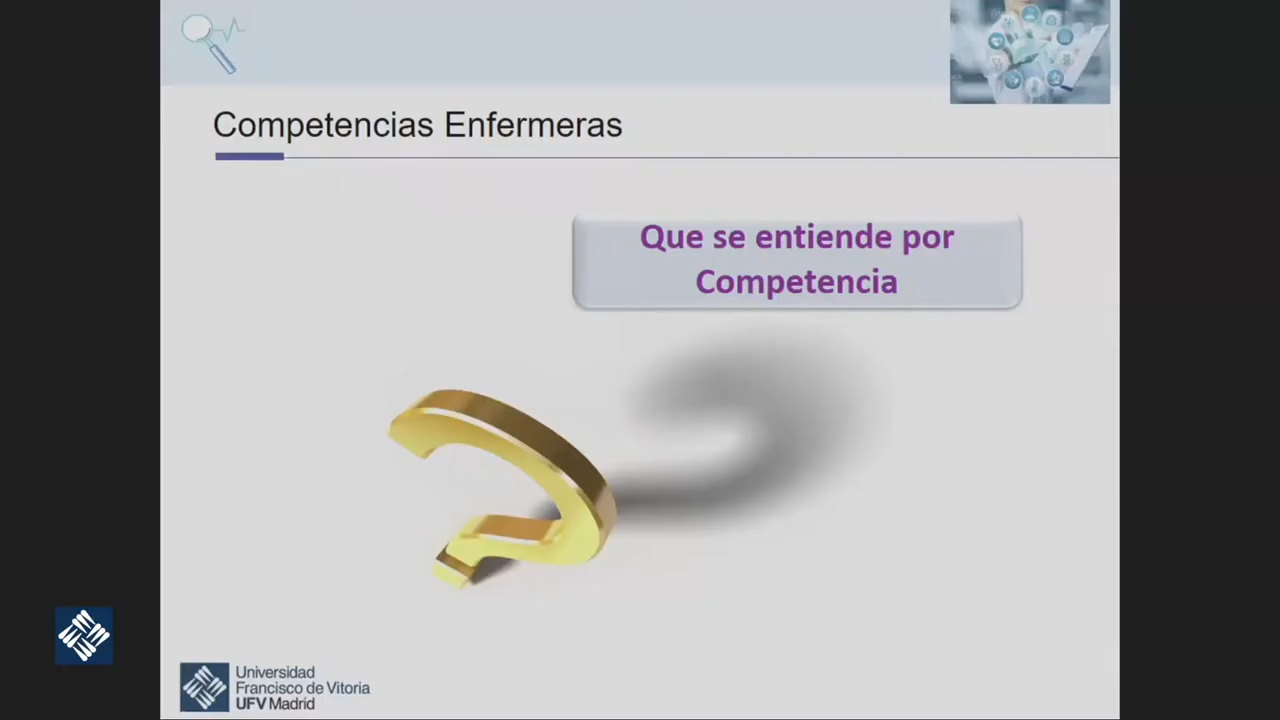 Competencias Enfermeras
Que se entiende por
Competencia
Universidad
Francisco de Vitoria
UFV Madrid